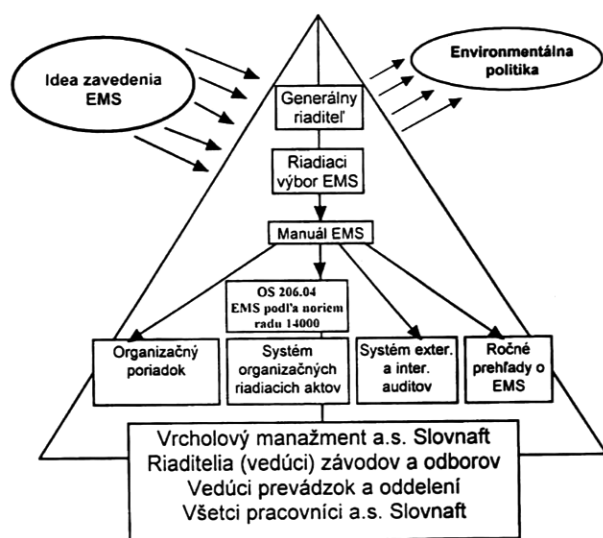 Idea zavedenia
EMS
Environmentálna
politika
Generálny
riaditeľ
Riadiaci
výbor EMS
Manuál EMS
OS 206.04
EMS podľa noriem
radu 14000
Organizačný
poriadok
Systém
organizačných
riadiacich aktov
Systém exter.
a inter.
auditov
Ročné
prehľady o
EMS
Vrcholový manažment a.s. Slovnaft
Riaditelia (vedúci) závodov a odborov
Vedúci prevádzok a oddelení
Všetci pracovníci a.s. Slovnaft